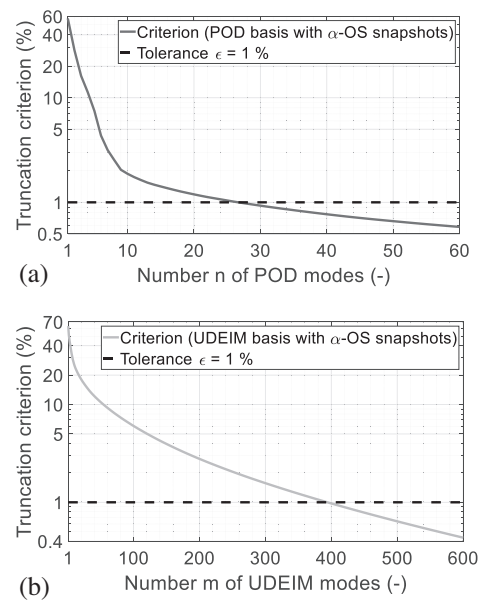 60
40
20
10
5
1
0.5
Truncation criterion (%)
Criterion (POD basis with α-OS snapshots)
Tolerance ϵ = 1 %
1 10 20 30 40 50 60
Number n of POD modes (-)
(a)
70
40
20
10
5
1
0.4
Truncation criterion (%)
Criterion (UDEIM basis with α-OS snapshots)
Tolerance ϵ = 1 %
1 100 200 300 400 500 600
Number m of UDEIM modes (-)
(b)